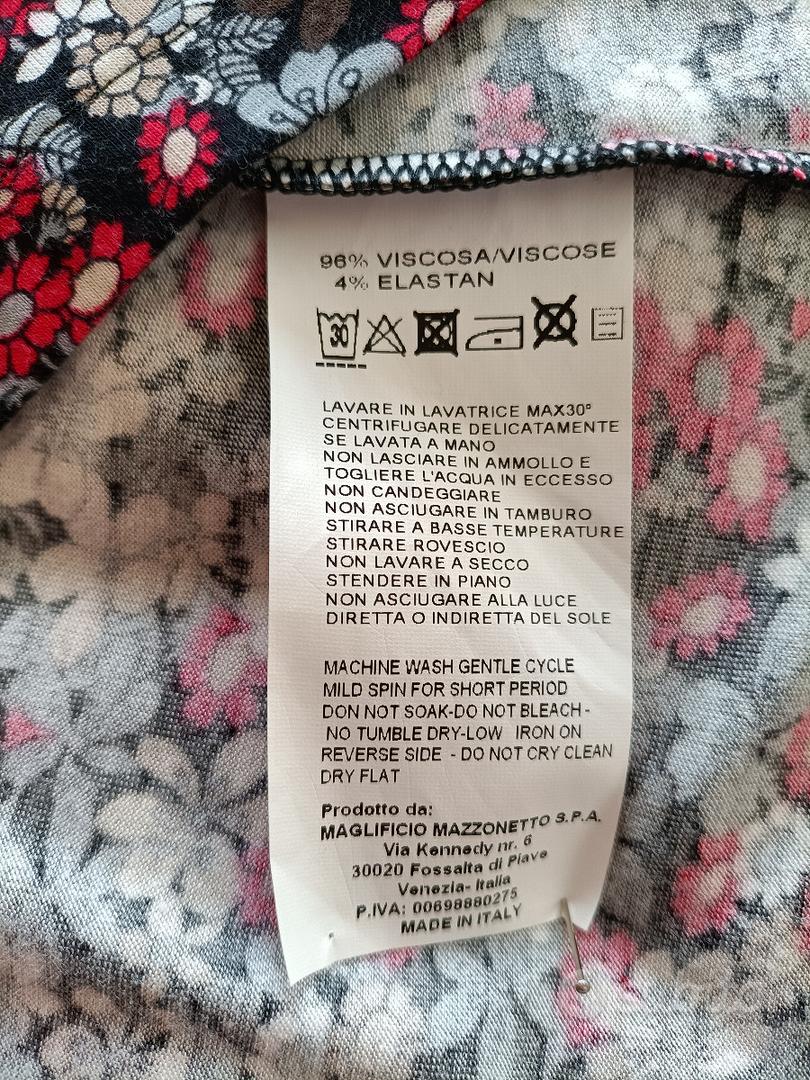 96% VISCOSA/VISCOSE
4% ELASTAN
30
LAVARE IN LAVATRICE MAX30°
CENTRIFUGARE DELICATAMENTE
SE LAVATA A MANO
NON LASCIARE IN AMMOLLO E
TOGLIERE L'ACQUA IN ECCESSO
NON CANDEGGIARE
NON ASCIUGARE IN TAMBURO
STIRARE A BASSE TEMPERATURE
STIRARE ROVESCIO
NON LAVARE A SECCO
STENDERE IN PIANO
NON ASCIUGARE ALLA LUCE
DIRETTA O INDIRETTA DEL SOLE
MACHINE WASH GENTLE CYCLE
MILD SPIN FOR SHORT PERIOD
DON NOT SOAK-DO NOT BLEACH-
NO TUMBLE DRY-LOW IRON ON
REVERSE SIDE - DO NOT CRY CLEAN
DRY FLAT
Prodotto da:
MAGLIFICIO MAZZONETTO S.P.A.
Via Kennedy nr. 6
30020 Fossalta di Piave
Venezia- Italia
P.IVA: 00698880275
MADE IN ITALY